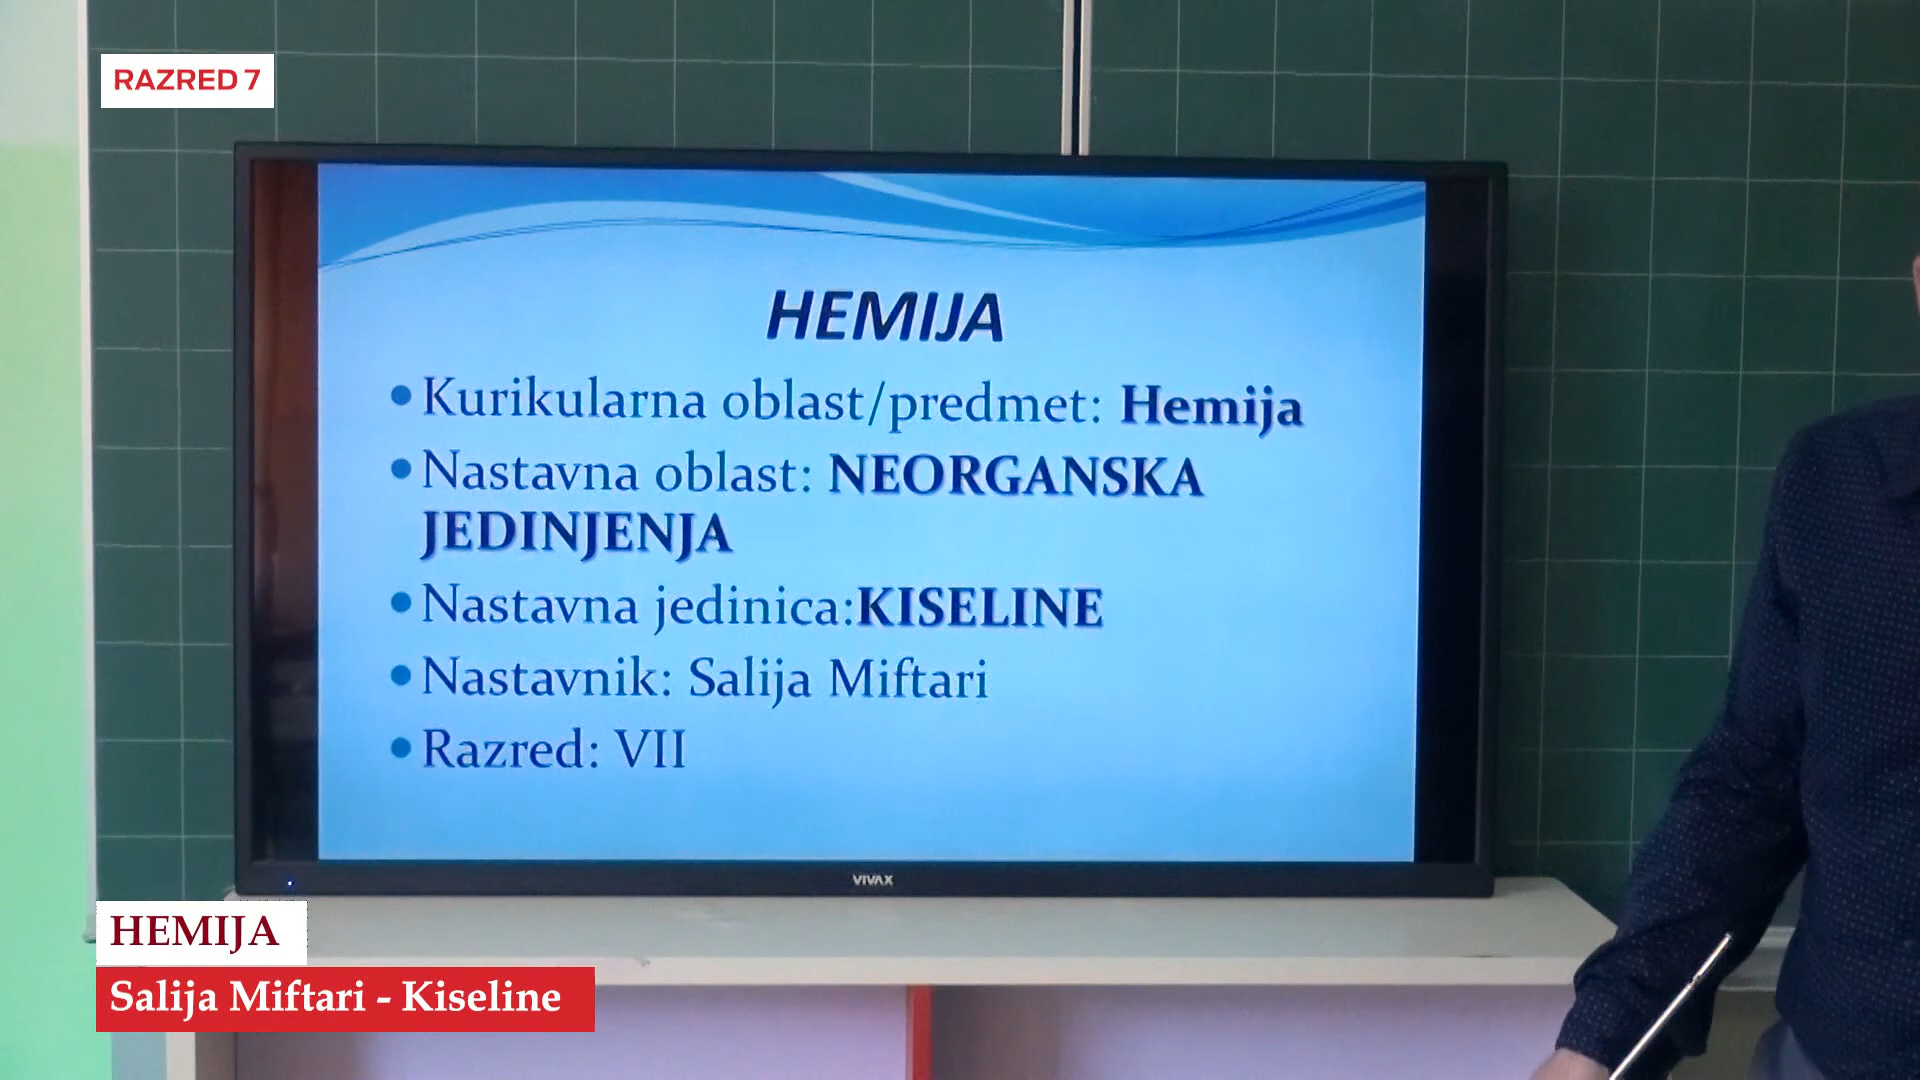 RAZRED 7
HEMIJA
Kurikularna oblast/predmet: Hemija
Nastavna oblast: NEORGANSKA
JEDINJENJA
Nastavna jedinica:KISELINE
Nastavnik: Salija Miftari
Razred: VII
VIVAX
HEMIJA
Salija Miftari - Kiseline